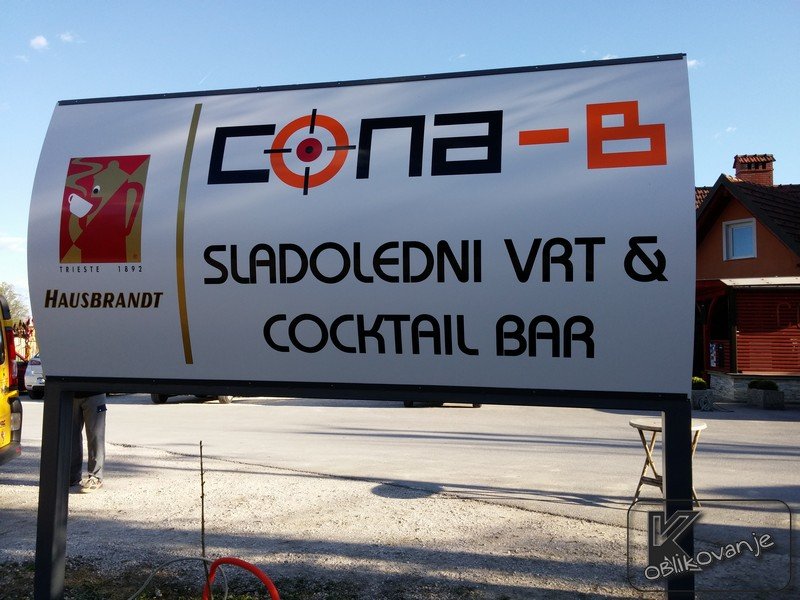 CONA-B
TRIESTE 1892
HAUSBRANDT
SLADOLEDNI VRT &
COCKTAIL BAR
K
OBLIKOVANJE